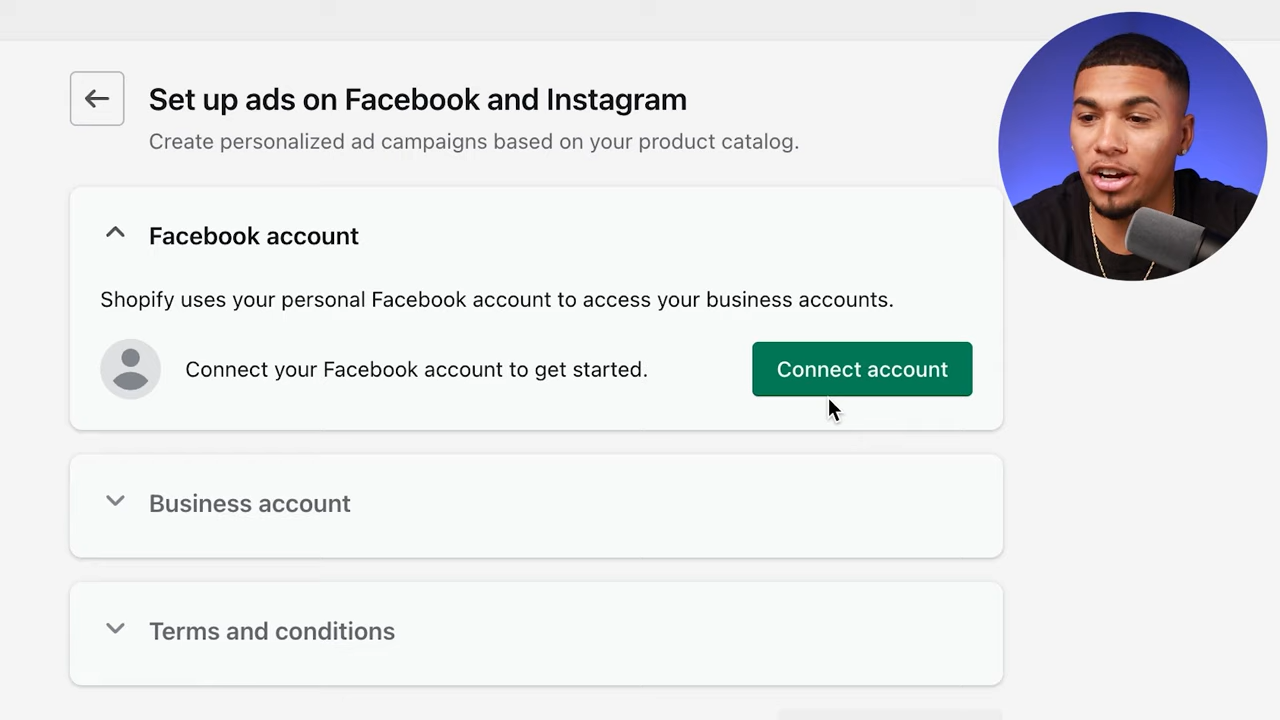 Set up ads on Facebook and Instagram
Create personalized ad campaigns based on your product catalog.
Facebook account
Shopify uses your personal Facebook account to access your business accounts.
Connect your Facebook account to get started.
Connect account
Business account
Terms and conditions